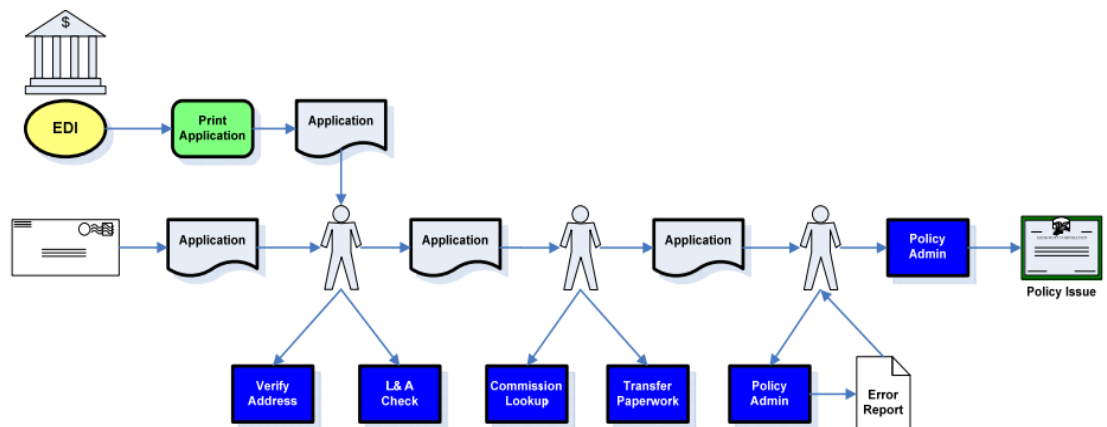 $
EDI
Print
Application
Application
Application
Application
Application
Policy
Admin
Policy Issue
Verify
Address
L& A
Check
Commission
Lookup
Transfer
Paperwork
Policy
Admin
Error
Report